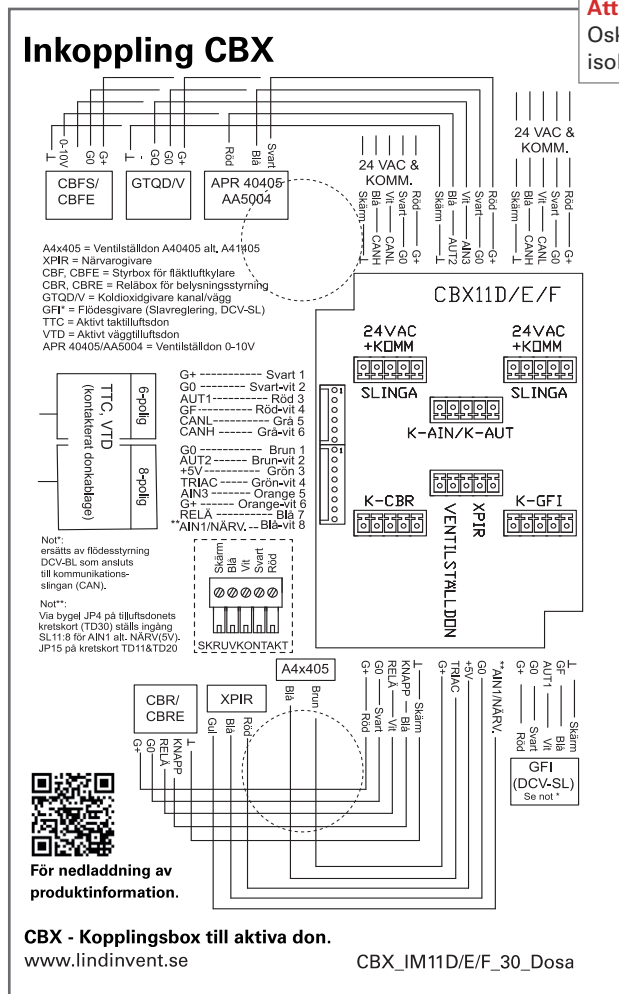 Att
Osk
isol
Inkoppling CBX
⊥
0-10V
G0
G+
⊥
-
GQ
G0
G+
Röd
Blå
Svart
CBFS/
CBFE
GTQD/V
APR 40405
AA5004
24 VAC &
KOMM.
24 VAC &
KOMM.
Skärm
Blå
Vit
Svart
Röd
⊥
CANH
CANL
G0
G+
Skärm
Blå
Vit
Svart
Röd
⊥
AUT2
AIN3
G0
G+
Skärm
Blå
Vit
Svart
Röd
⊥
CANH
CANL
G0
G+
A4x405 = Ventilställdon A40405 alt. A41405
XPIR = Närvarogivare
CBF, CBFE = Styrbox för fläktluftkylare
CBR, CBRE = Reläbox för belysningsstyrning
GTQD/V = Koldioxidgivare kanal/vägg
GFI* = Flödesgivare (Slavreglering, DCV-SL)
TTC = Aktivt taktilluftsdon
VTD = Aktivt väggtilluftsdon
APR 40405/AA5004 = Ventilställdon 0-10V
CBX11D/E/F
24VAC
+KOMM
SLINGA
24VAC
+KOMM
SLINGA
K-AIN/K-AUT
K-CBR
XPIR
VENTILSTÄLLDON
K-GFI
1
1
TTC, VTD
(kontakterat donkablage)
6-polig
8-polig
G+ ----------- Svart 1
G0 --------- Svart-vit 2
AUT1--------- Röd 3
GF---------- Röd-vit 4
CANL-------- Grå 5
CANH ----- Grå-vit 6
G0 ---------- Brun 1
AUT2------ Brun-vit 2
+5V---------- Grön 3
TRIAC---- Grön-vit 4
AIN3----- Orange 5
G+ ---- Orange-vit 6
RELÄ ---------- Blå 7
**AIN1/NÄRV. -- Blå-vit 8
Not*:
ersätts av flödesstyrning
DCV-BL som ansluts
till kommunikations-
slingan (CAN).
Not**:
Via bygel JP4 på tilluftsdonets
kretskort (TD30) ställs ingång
SL11:8 för AIN1 alt. NÄRV(5V).
JP15 på kretskort TD11&TD20
Skärm
Blå
Vit
Svart
Röd
SKRUVKONTAKT
A4x405
CBR/
CBRE
XPIR
G+
G0
RELÄ
KNAPP
⊥
Gul
Blå
Röd
Blå
Brun
G+
G0
RELÄ
KNAPP
⊥
Röd
Svart
Vit
Blå
Skärm
G+
TRIAC
+5V
G0
**AIN1/NÄRV.
G+
G0
AUT1
GF
⊥
Röd
Svart
Vit
Blå
Skärm
GFI
(DCV-SL)
Se not *
För nedladdning av
produktinformation.
CBX - Kopplingsbox till aktiva don.
www.lindinvent.se
CBX_IM11D/E/F_30_Dosa